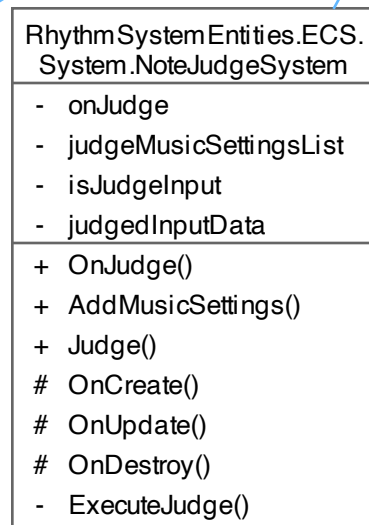 RhythmSystemEntities.ECS.
System.NoteJudgeSystem
- onJudge
- judgeMusicSettingsList
- isJudgeInput
- judgedInputData
+ OnJudge()
+ AddMusicSettings()
+ Judge()
# OnCreate()
# OnUpdate()
# OnDestroy()
- ExecuteJudge()